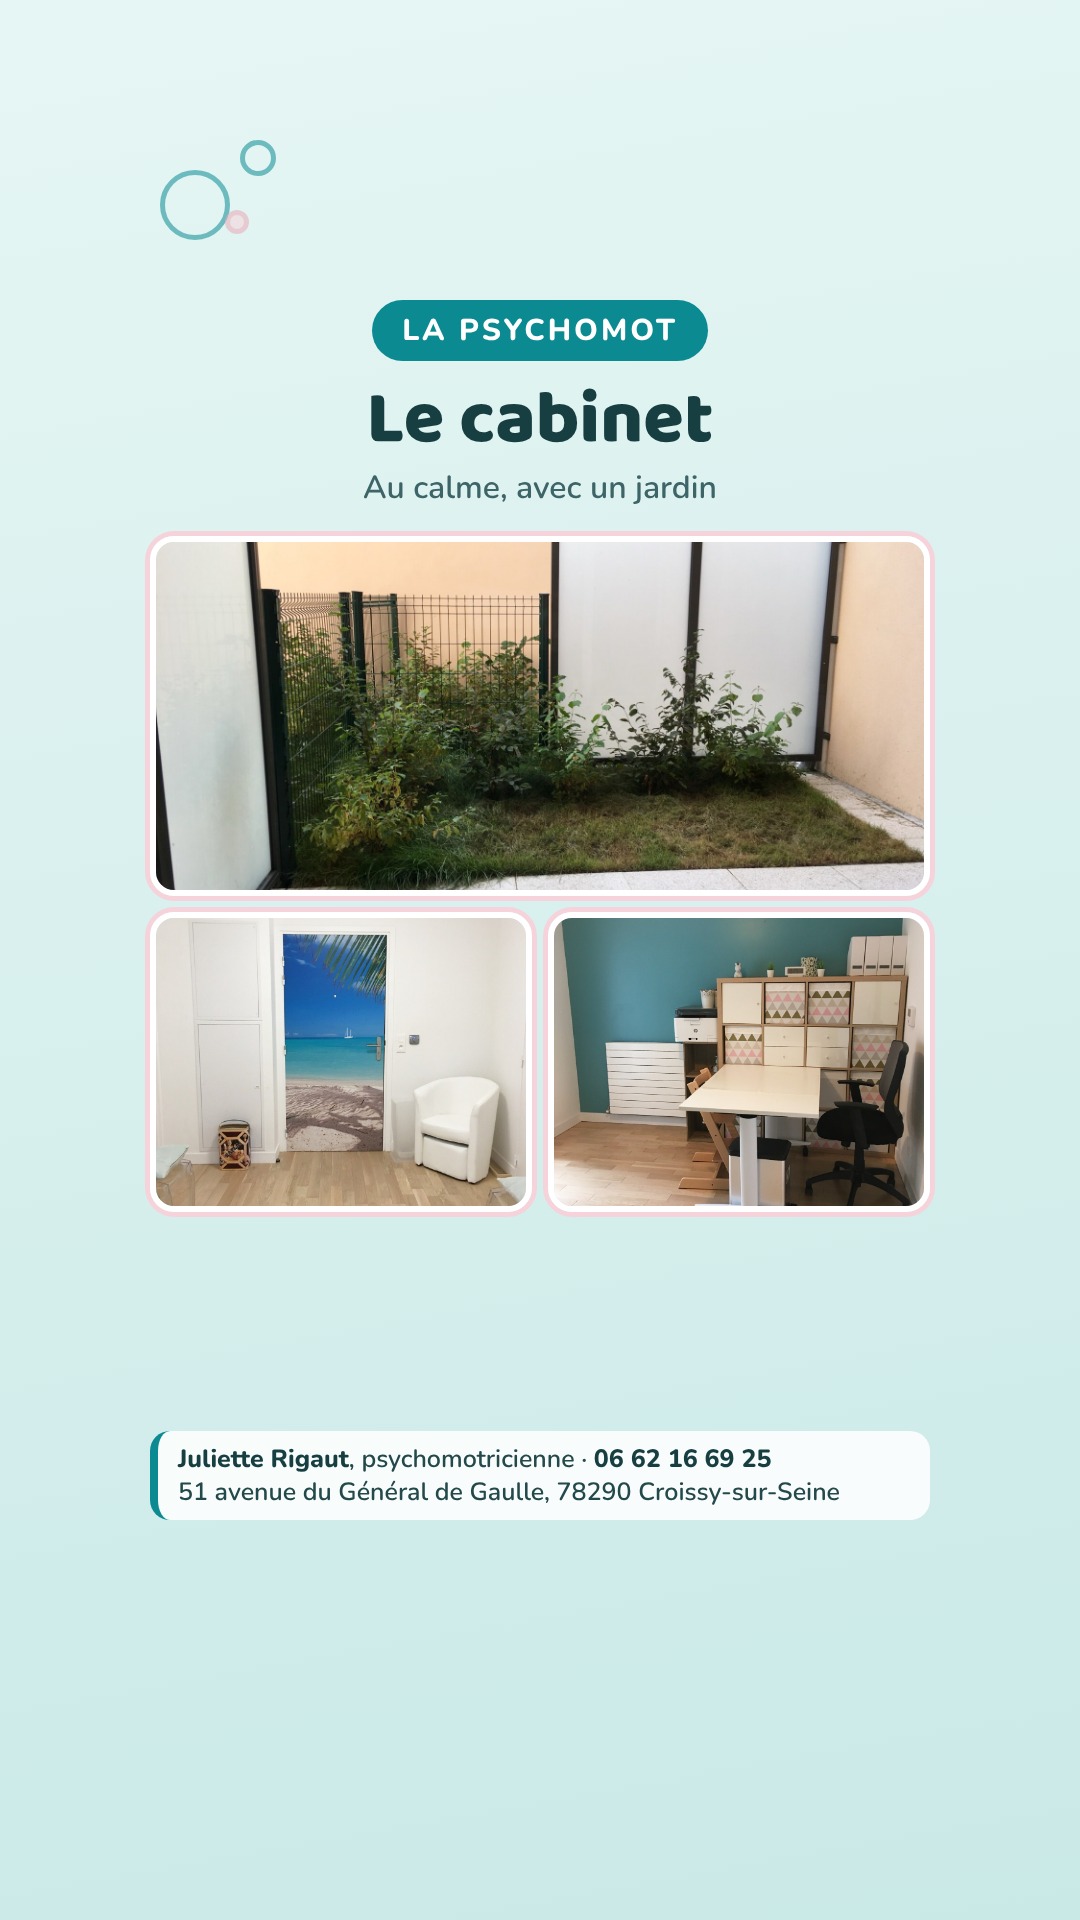 LA PSYCHOMOT
Le cabinet
Au calme, avec un jardin
Juliette Rigaut, psychomotricienne · 06 62 16 69 25
51 avenue du Général de Gaulle, 78290 Croissy-sur-Seine